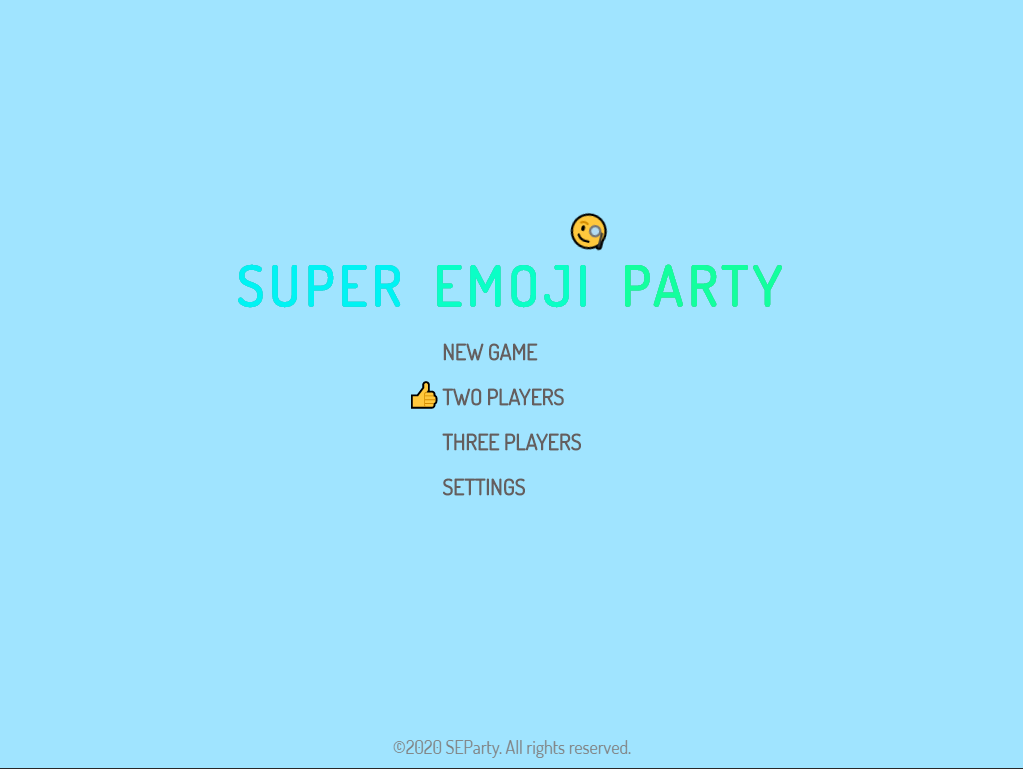 SUPER EMOJI PARTY
NEW GAME
TWO PLAYERS
THREE PLAYERS
SETTINGS
©2020 SEParty. All rights reserved.